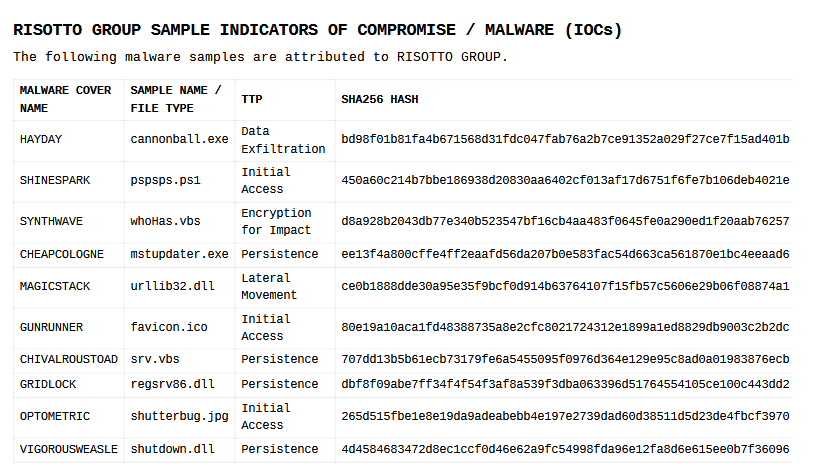 RISOTTO GROUP SAMPLE INDICATORS OF COMPROMISE / MALWARE (IOCs)
The following malware samples are attributed to RISOTTO GROUP.
MALWARE COVER NAME SAMPLE NAME / FILE TYPE TTP SHA256 HASH
HAYDAY cannonball.exe Data Exfiltration bd98f01b81fa4b671568d31fdc047fab76a2b7ce91352a029f27ce7f15ad401b
SHINESPARK pspsps.ps1 Initial Access 450a60c214b7bbe186938d20830aa6402cf013af17d6751f6fe7b106deb4021e
SYNTHWAVE whoHas.vbs Encryption for Impact d8a928b2043db77e340b523547bf16cb4aa483f0645fe0a290ed1f20aab76257
CHEAPCOLOGNE mstupdater.exe Persistence ee13f4a800cffe4ff2eaafd56da207b0e583fac54d663ca561870e1bc4eeaad6
MAGICSTACK urllib32.dll Lateral Movement ce0b1888dde30a95e35f9bcf0d914b63764107f15fb57c5606e29b06f08874a1
GUNRUNNER favicon.ico Initial Access 80e19a10aca1fd48388735a8e2cfc8021724312e1899a1ed8829db9003c2b2dc
CHIVALROUSTOAD srv.vbs Persistence 707dd13b5b61ecb73179fe6a5455095f0976d364e129e95c8ad0a01983876ecb
GRIDLOCK regsrv86.dll Persistence dbf8f09abe7ff34f4f54f3af8a539f3dba063396d51764554105ce100c443dd2
OPTOMETRIC shutterbug.jpg Initial Access 265d515fbe1e8e19da9adeabebb4e197e2739dad60d38511d5d23de4fbcf3970
VIGOROUSWEASLE shutdown.dll Persistence 4d4584683472d8ec1ccf0d46e62a9fc54998fda96e12fa8d6e615ee0b7f36096